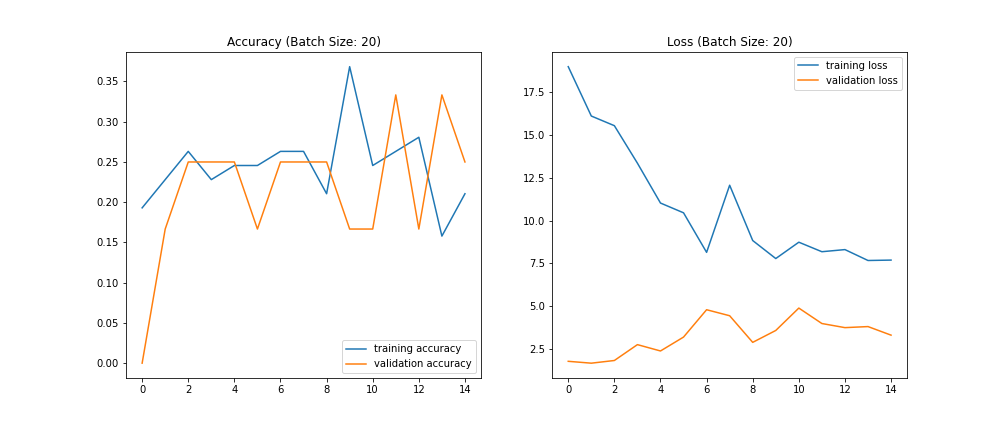 Accuracy (Batch Size: 20)
0.35
0.30
0.25
0.20
0.15
0.10
0.05
0.00
training accuracy
validation accuracy
0 2 4 6 8 10 12 14
Loss (Batch Size: 20)
training loss
validation loss
17.5
15.0
12.5
10.0
7.5
5.0
2.5
0 2 4 6 8 10 12 14